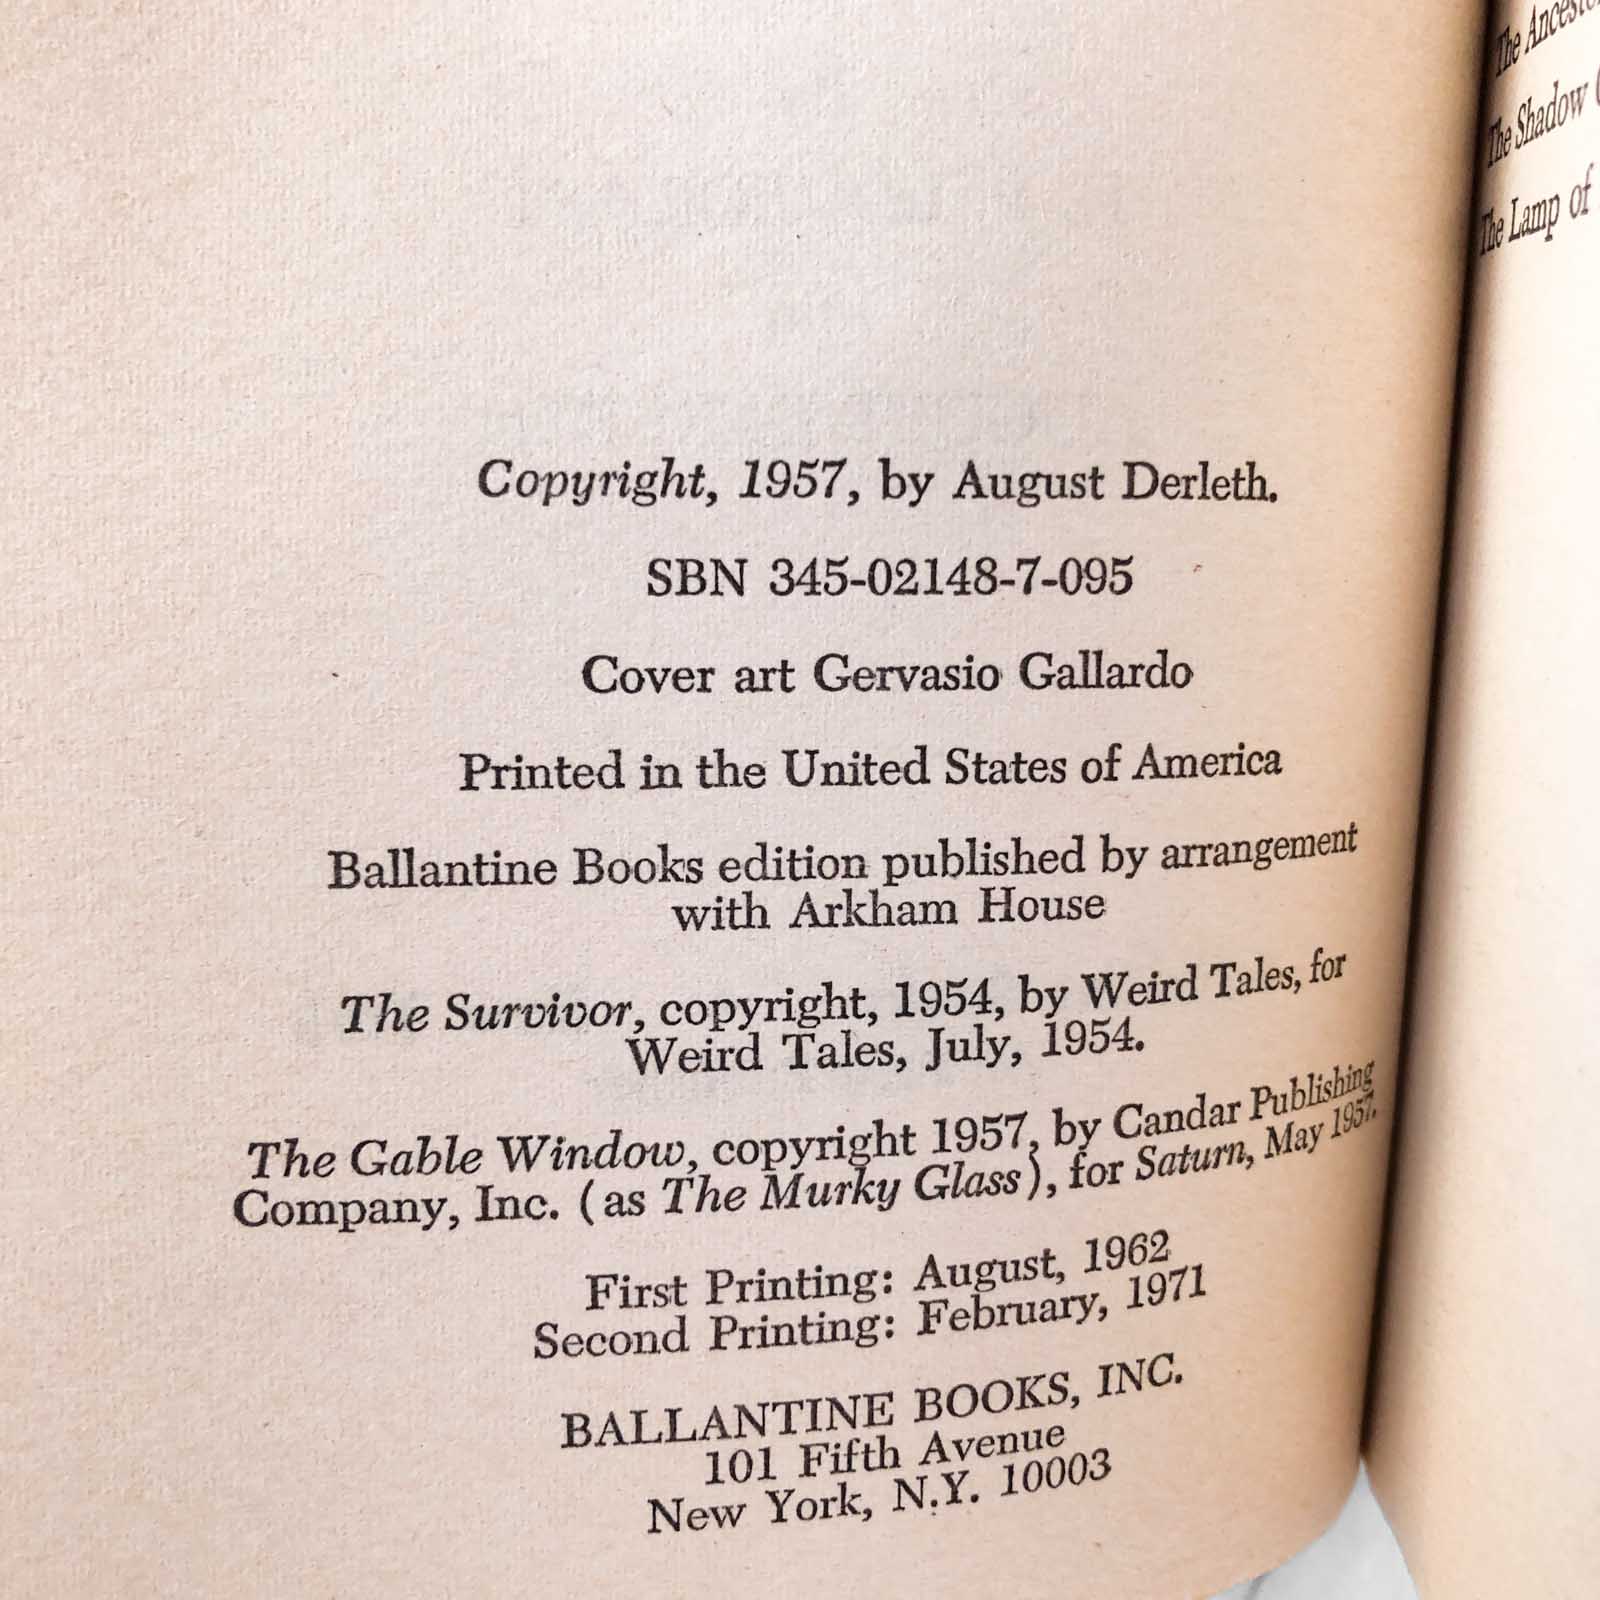 Copyright, 1957, by August Derleth.
SBN 345-02148-7-095
Cover art Gervasio Gallardo
Printed in the United States of America
Ballantine Books edition published by arrangement
with Arkham House
The Survivor, copyright, 1954, by Weird Tales, for
Weird Tales, July, 1954.
The Gable Window, copyright 1957, by Candar Publishing
Company, Inc. (as The Murky Glass), for Saturn, May 1957.
First Printing: August, 1962
Second Printing: February, 1971
BALLANTINE BOOKS, INC.
101 Fifth Avenue
New York, N.Y. 10003
The
The Shadow
The Lamp of